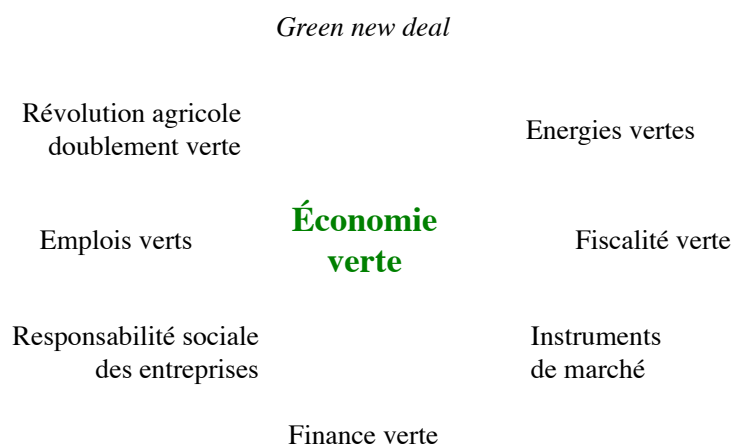 Green new deal
Révolution agricole
doublement verte
Energies vertes
Économie
verte
Emplois verts
Fiscalité verte
Responsabilité sociale
des entreprises
Instruments
de marché
Finance verte